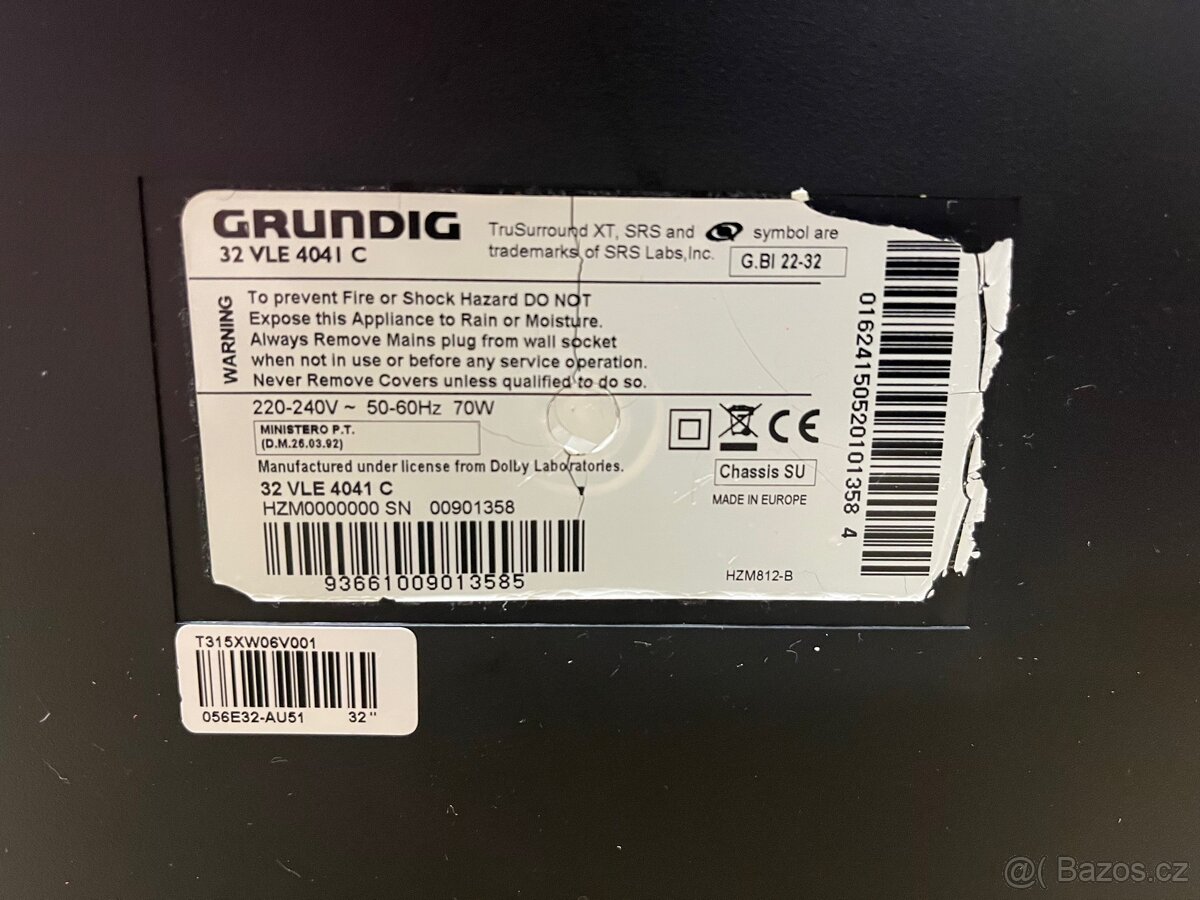 GRUNDIG
32 VLE 4041 C
TruSurround XT, SRS and symbol are
trademarks of SRS Labs,Inc.
G.BI 22-32
WARNING
To prevent Fire or Shock Hazard DO NOT
Expose this Appliance to Rain or Moisture.
Always Remove Mains plug from wall socket
when not in use or before any service operation.
Never Remove Covers unless qualified to do so.
220-240V ~ 50-60Hz 70W
MINISTERO P.T.
(D.M.26.03.92)
Manufactured under license from Dolby Laboratories.
32 VLE 4041 C
HZM0000000 SN 00901358
93661009013585
CE
Chassis SU
MADE IN EUROPE
HZM812-B
01624150520101358 4
T315XW06V001
056E32-AU51 32"
@( Bazos.cz